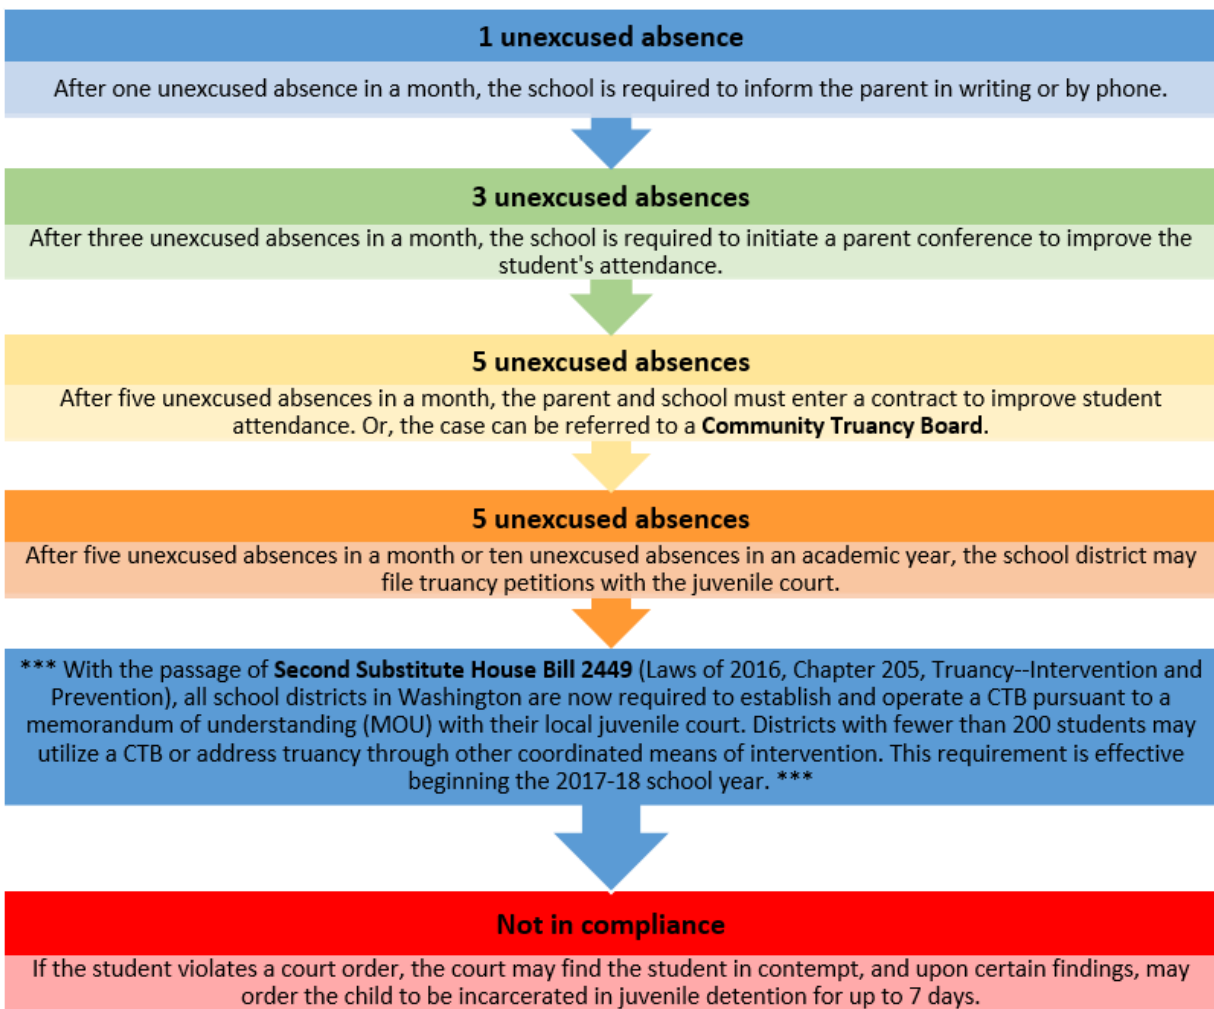 1 unexcused absence
After one unexcused absence in a month, the school is required to inform the parent in writing or by phone.
3 unexcused absences
After three unexcused absences in a month, the school is required to initiate a parent conference to improve the
student's attendance.
5 unexcused absences
After five unexcused absences in a month, the parent and school must enter a contract to improve student
attendance. Or, the case can be referred to a Community Truancy Board.
5 unexcused absences
After five unexcused absences in a month or ten unexcused absences in an academic year, the school district may
file truancy petitions with the juvenile court.
*** With the passage of Second Substitute House Bill 2449 (Laws of 2016, Chapter 205, Truancy--Intervention and
Prevention), all school districts in Washington are now required to establish and operate a CTB pursuant to a
memorandum of understanding (MOU) with their local juvenile court. Districts with fewer than 200 students may
utilize a CTB or address truancy through other coordinated means of intervention. This requirement is effective
beginning the 2017-18 school year. ***
Not in compliance
If the student violates a court order, the court may find the student in contempt, and upon certain findings, may
order the child to be incarcerated in juvenile detention for up to 7 days.